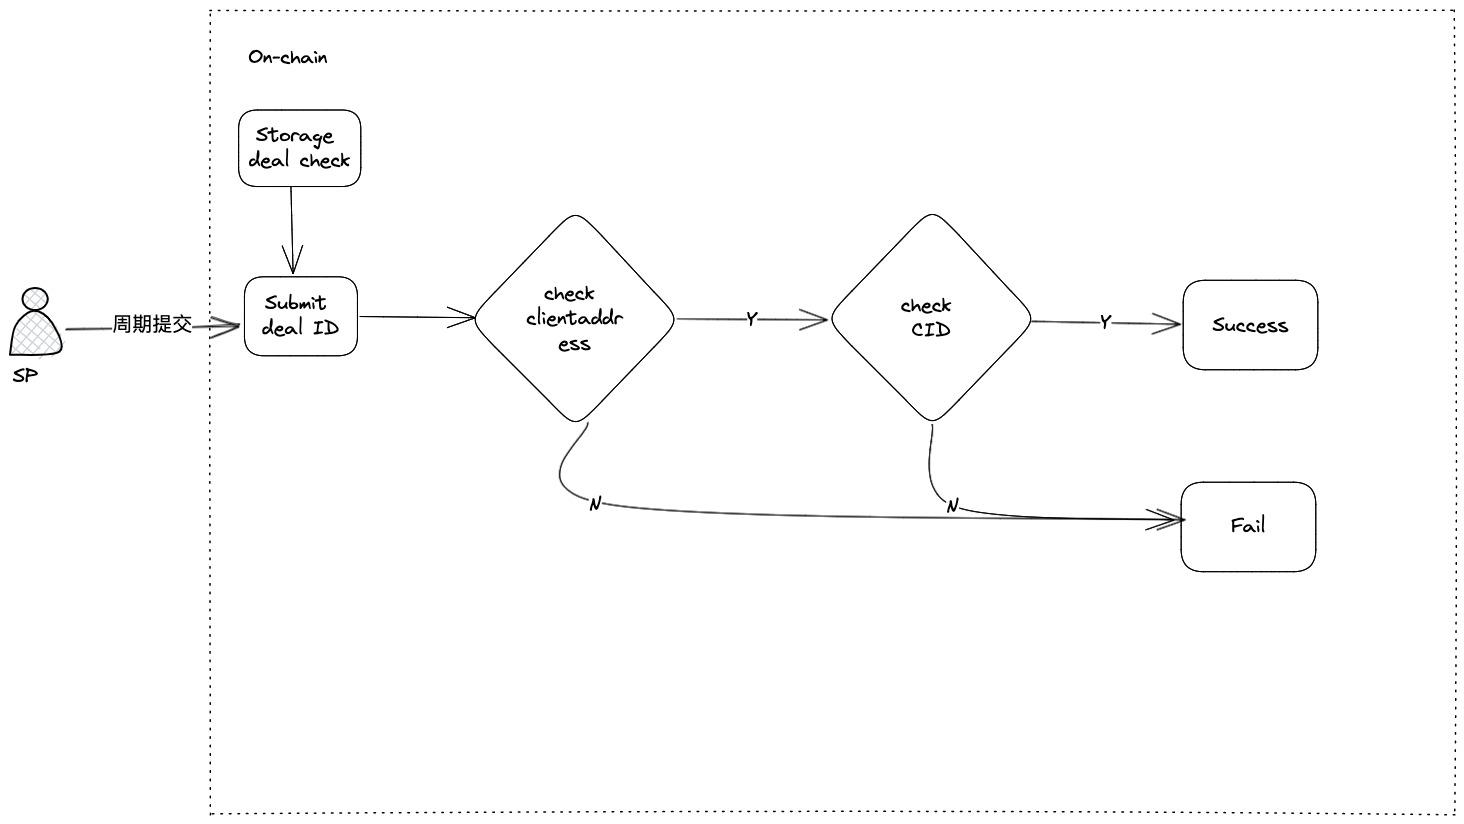 On-chain
Storage
deal check
周期提交
SP
Submit
deal ID
check
clientaddr
ess
Y
check
CID
Y
Success
N
N
Fail